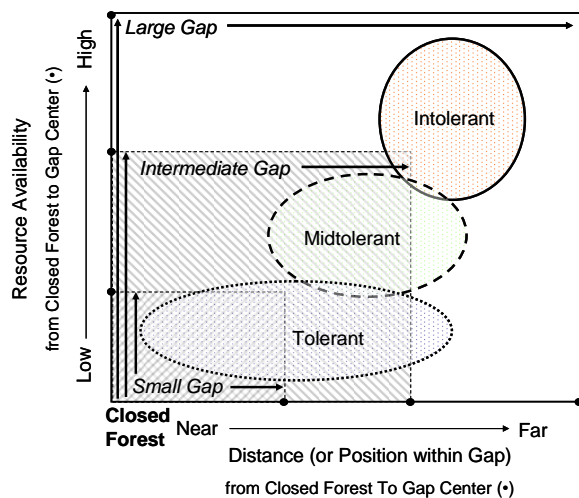 Large Gap
High
Intolerant
Resource Availability
from Closed Forest to Gap Center (•)
Intermediate Gap
Midtolerant
Tolerant
Low
Small Gap
Closed
Forest
Near
Far
Distance (or Position within Gap)
from Closed Forest To Gap Center (•)